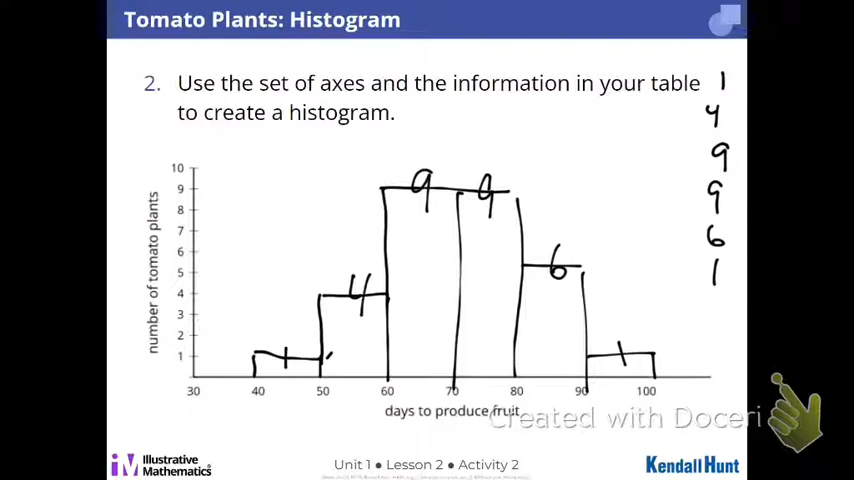 Tomato Plants: Histogram
2. Use the set of axes and the information in your table
to create a histogram.
1
4
9
9
6
1
number of tomato plants
10
9
8
7
6
5
4
3
2
1
1
4
9
9
6
1
30 40 50 60 70 80 90 100
days to produce fruit
Created with Doceri
Illustrative
Mathematics®
Unit 1 • Lesson 2 • Activity 2
Kendall Hunt